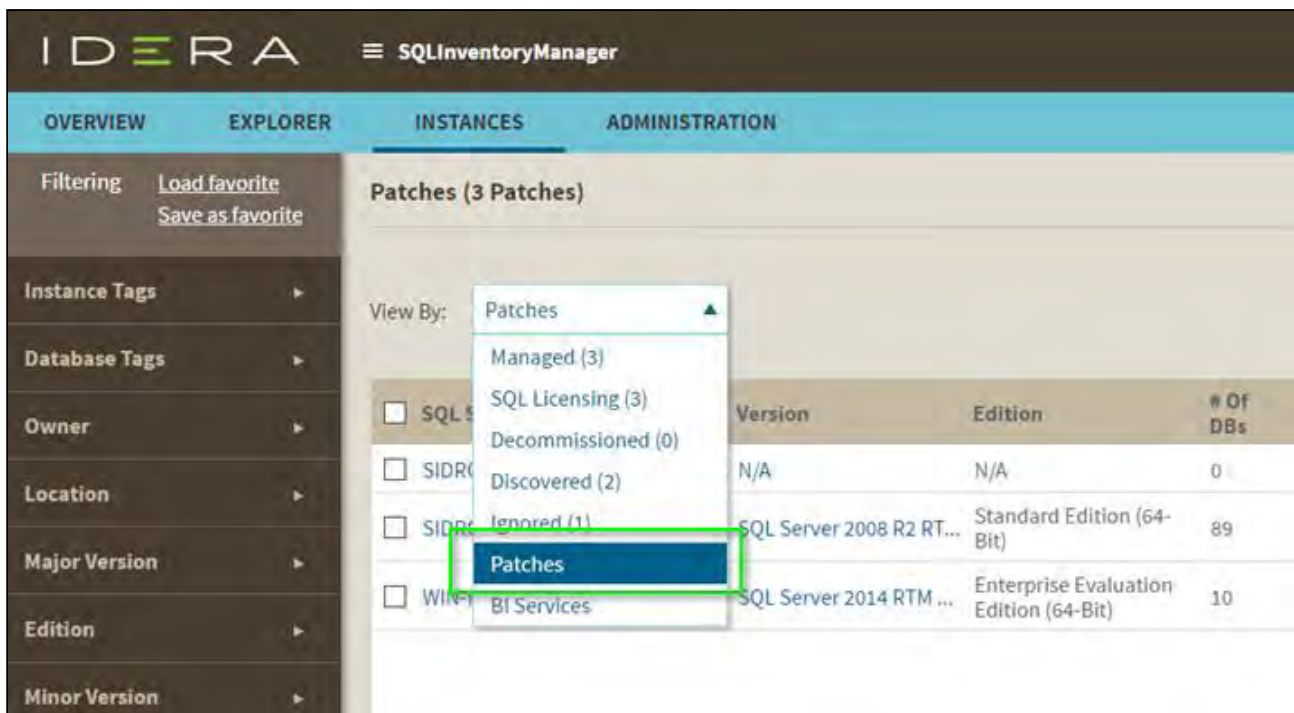 IDERA
SQLInventoryManager
OVERVIEW EXPLORER INSTANCES ADMINISTRATION
Filtering Load favorite
Save as favorite
Instance Tags
Database Tags
Owner
Location
Major Version
Edition
Minor Version
Patches (3 Patches)
View By: Patches
Managed (3)
SQL Licensing (3)
Decommissioned (0)
Discovered (2)
Ignored (1)
Patches
BI Services
SQL Version Edition # Of
DBs
N/A N/A 0
SQL Server 2008 R2 RT... Standard Edition (64-
Bit) 89
WIN- SQL Server 2014 RTM ... Enterprise Evaluation
Edition (64-Bit) 10